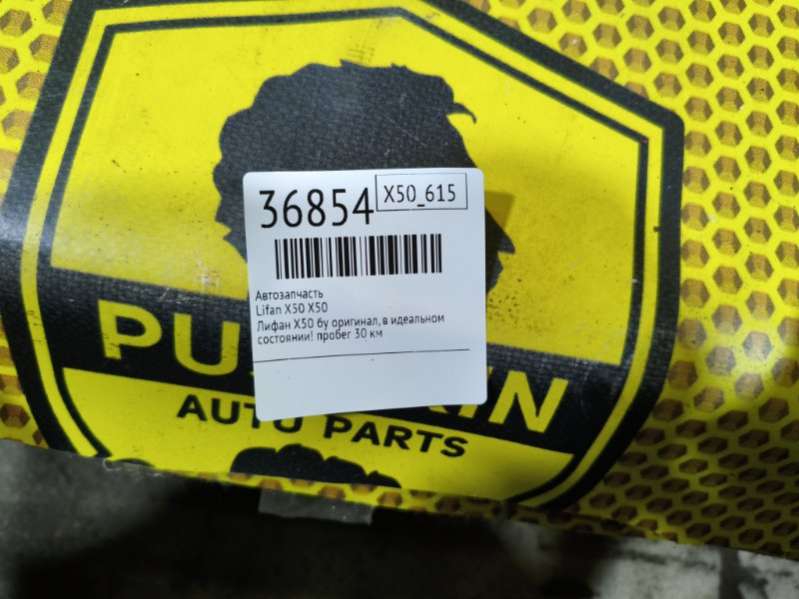 36854
X50_615
Автозапчасть
Lifan X50 X50
Лифан X50 бу оригинал, в идеальном
состоянии! пробег 30 км
AUTO PARTS